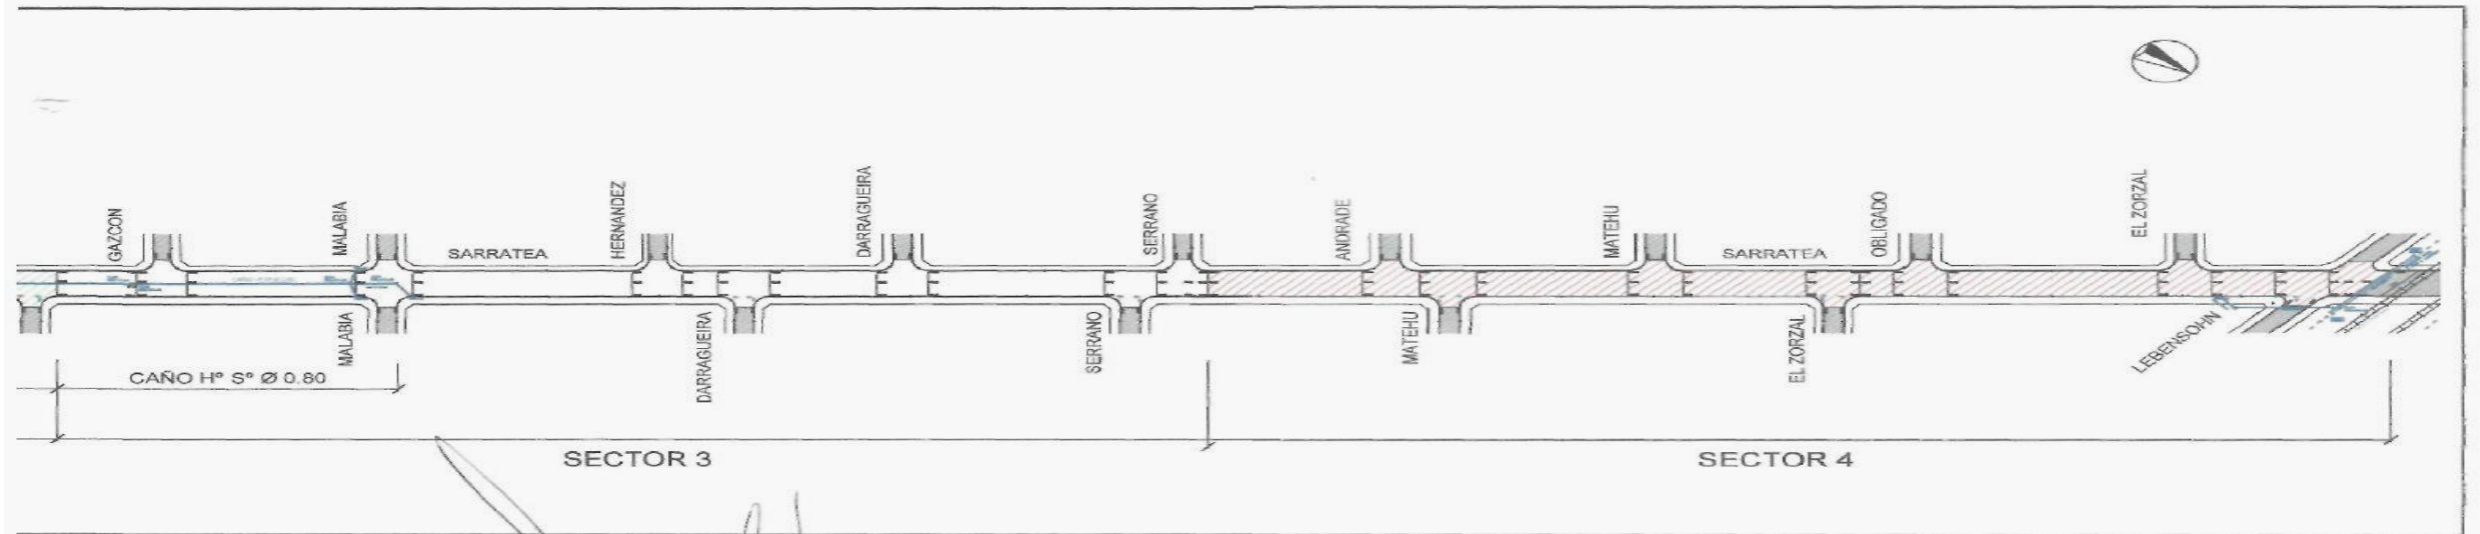 GAZCON
MALABIA
SARRATEA
HERNANDEZ
DARRAGUEIRA
SERRANO
ANDRADE
MATEHU
SARRATEA
OBLIGADO
EL ZORZAL
MALABIA
DARRAGUEIRA
SERRANO
MATEHU
EL ZORZAL
LEBENSOHN
CAÑO Hº Sº Ø 0.80
SECTOR 3
SECTOR 4